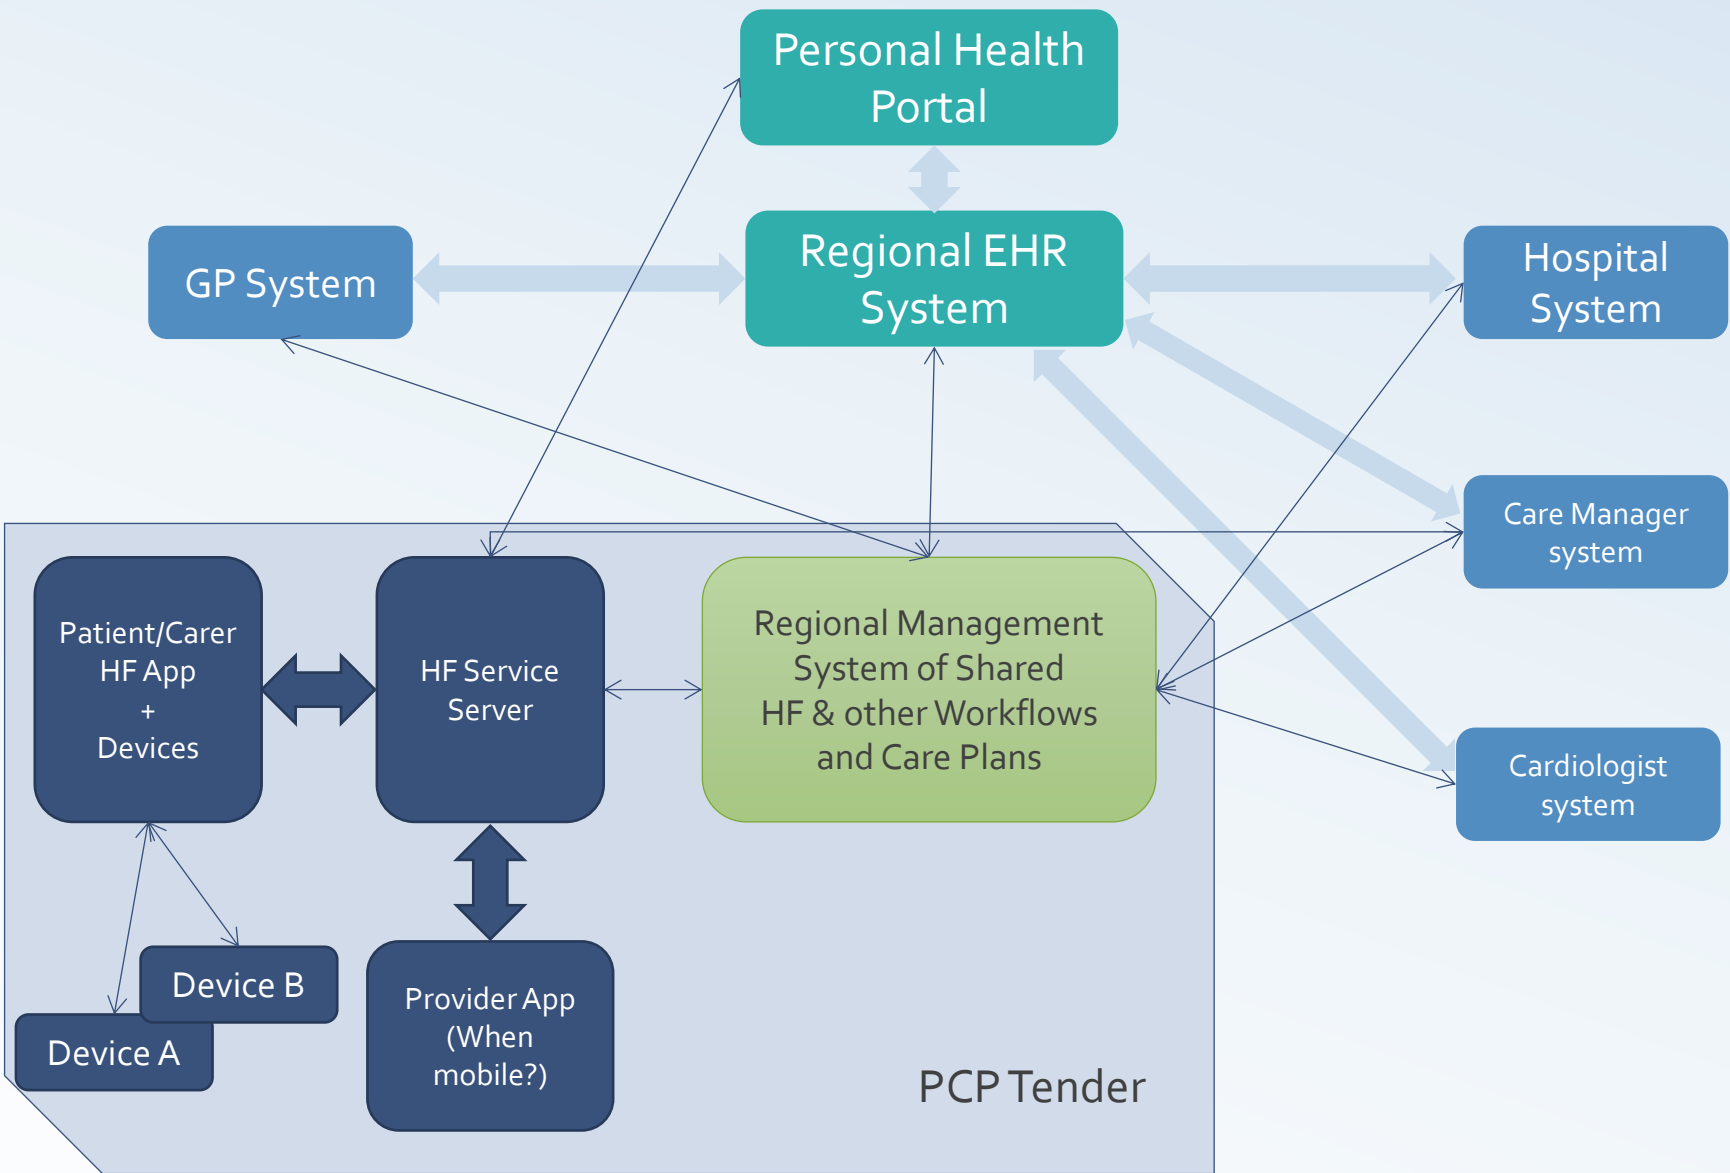 Personal Health
Portal
GP System
Regional EHR
System
Hospital
System
Care Manager
system
Patient/Carer
HF App
+
Devices
HF Service
Server
Regional Management
System of Shared
HF & other Workflows
and Care Plans
Cardiologist
system
Device B
Device A
Provider App
(When
mobile?)
PCP Tender